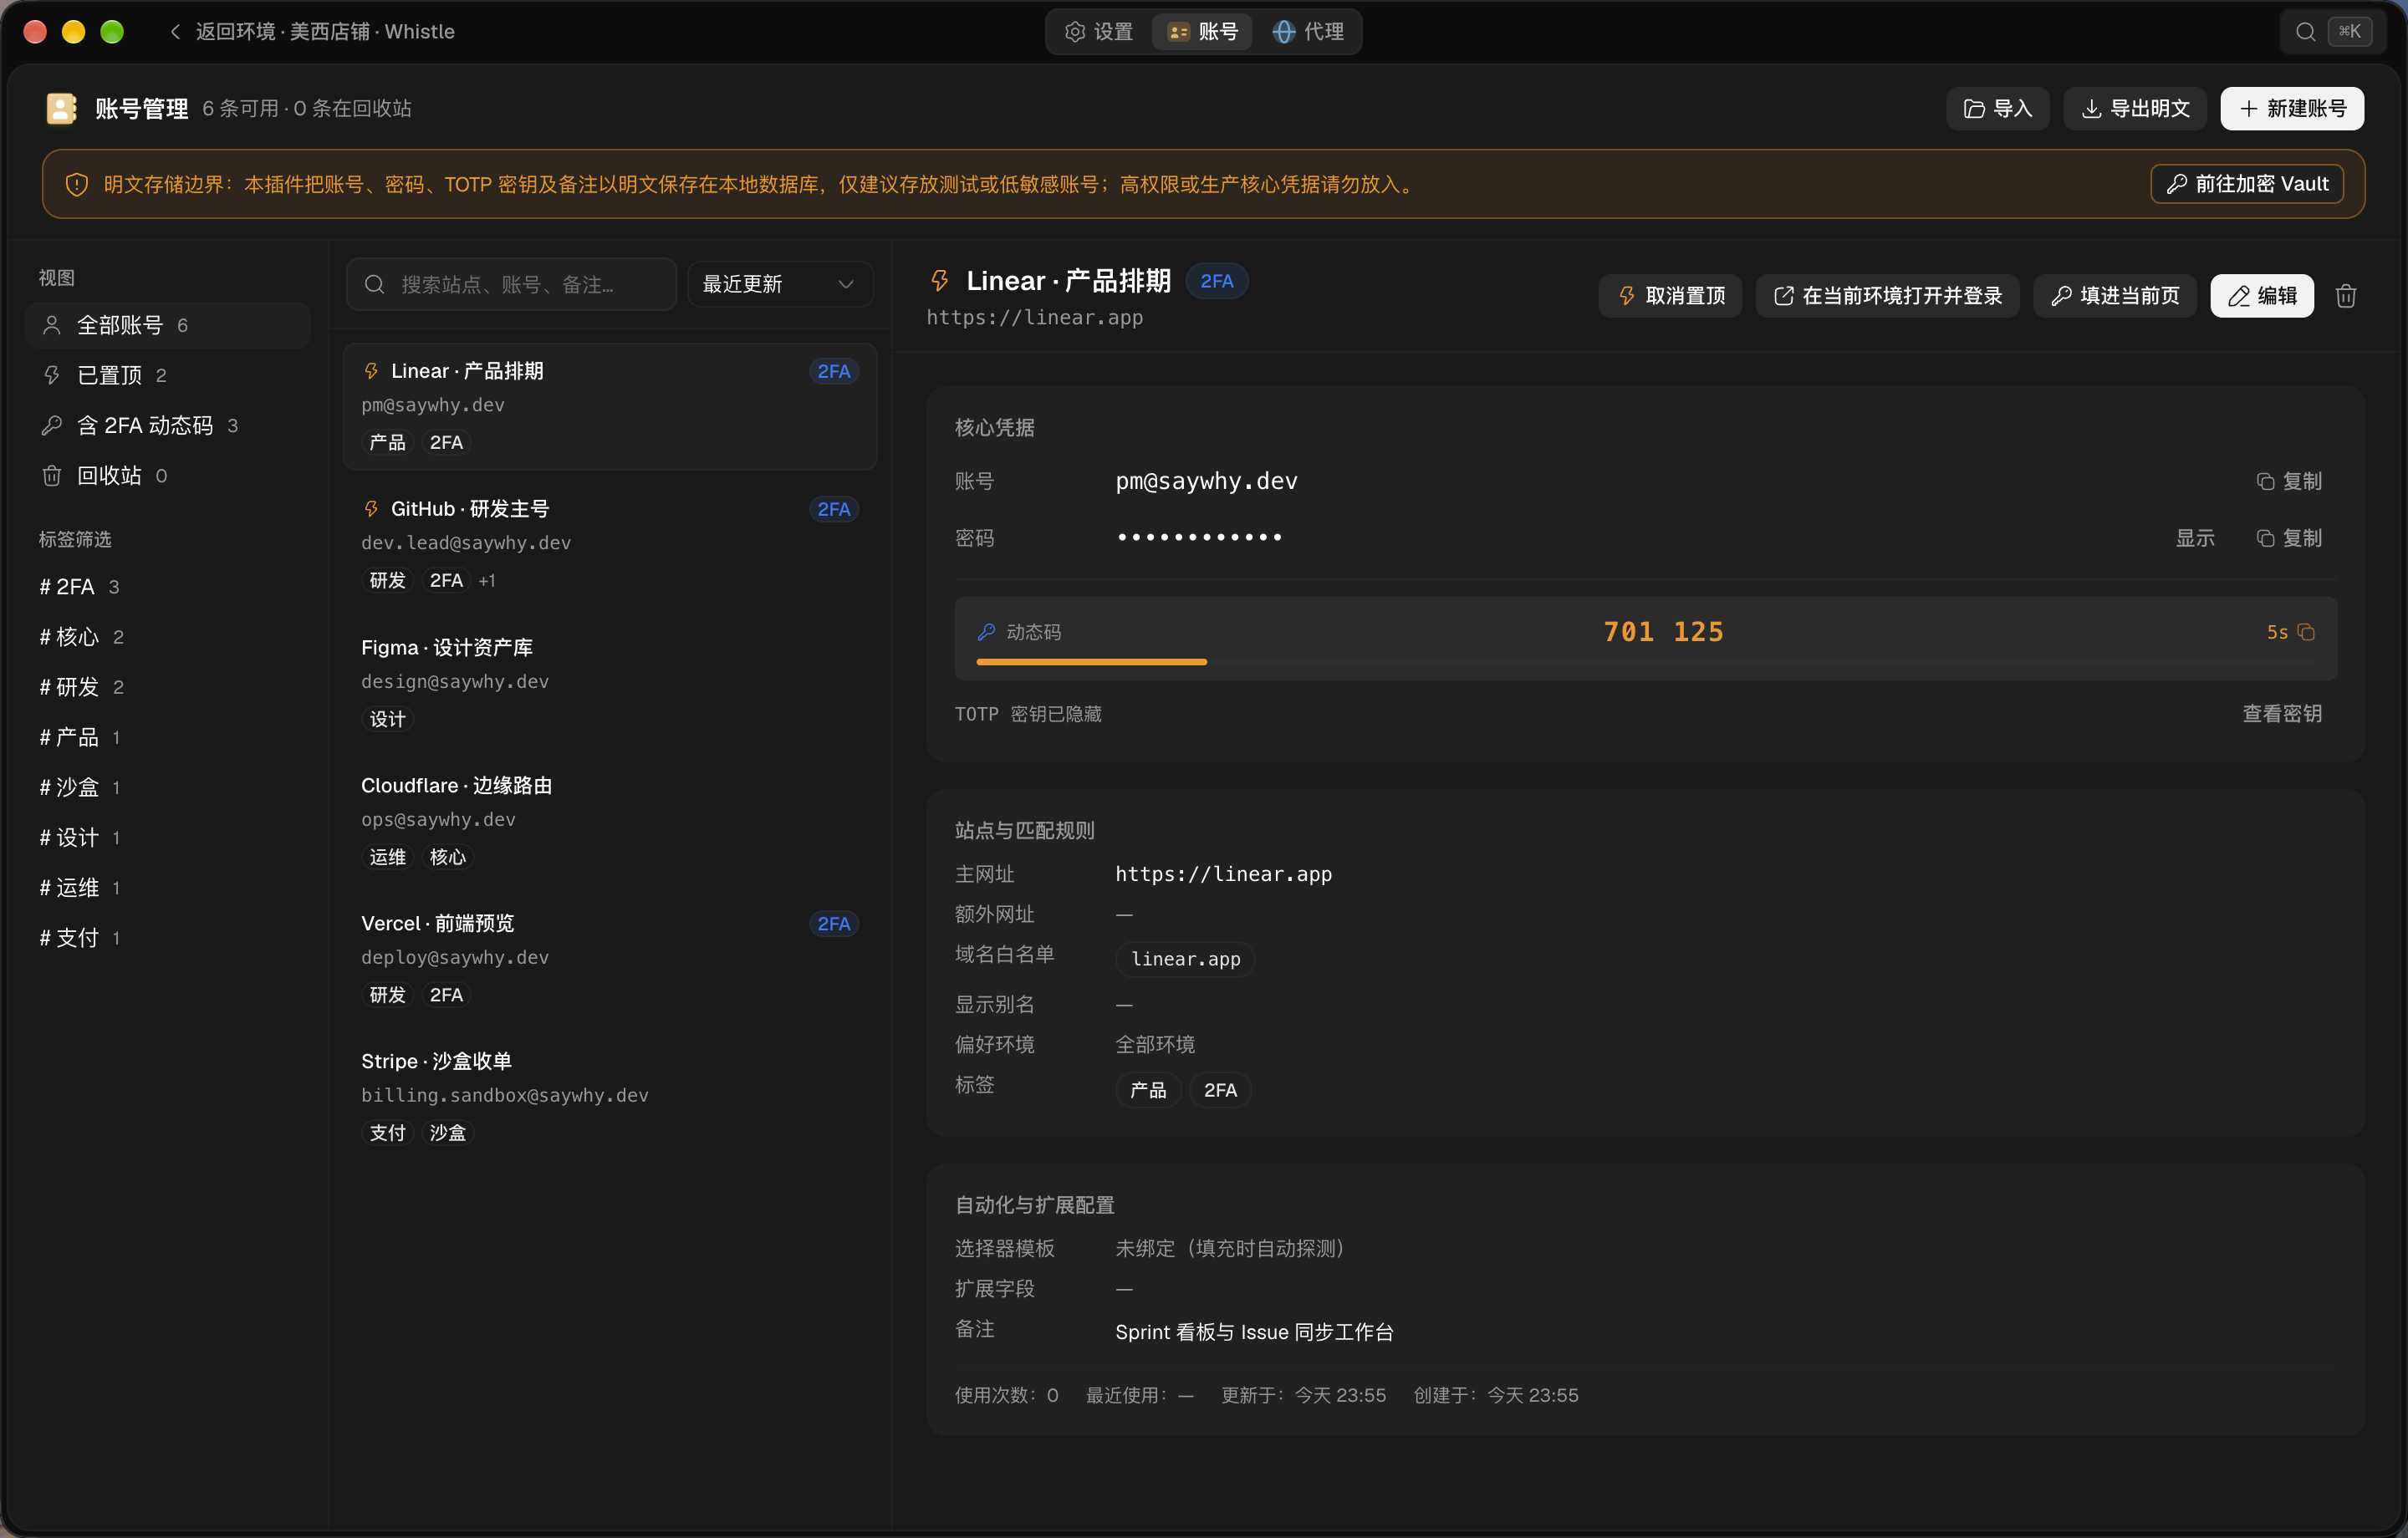 返回环境 · 美西店铺 · Whistle
设置
账号
代理
⌘K
账号管理 6 条可用 · 0 条在回收站
导入
导出明文
新建账号
明文存储边界：本插件把账号、密码、TOTP 密钥及备注以明文保存在本地数据库，仅建议存放测试或低敏感账号；高权限或生产核心凭据请勿放入。
前往加密 Vault
视图
全部账号 6
已置顶 2
含 2FA 动态码 3
回收站 0
标签筛选
# 2FA 3
# 核心 2
# 研发 2
# 产品 1
# 沙盒 1
# 设计 1
# 运维 1
# 支付 1
搜索站点、账号、备注...
最近更新
Linear · 产品排期 2FA
pm@saywhy.dev
产品 2FA
GitHub · 研发主号 2FA
dev.lead@saywhy.dev
研发 2FA +1
Figma · 设计资产库
design@saywhy.dev
设计
Cloudflare · 边缘路由
ops@saywhy.dev
运维 核心
Vercel · 前端预览 2FA
deploy@saywhy.dev
研发 2FA
Stripe · 沙盒收单
billing.sandbox@saywhy.dev
支付 沙盒
Linear · 产品排期 2FA
https://linear.app
取消置顶
在当前环境打开并登录
填进当前页
编辑
核心凭据
账号 pm@saywhy.dev 复制
密码 •••••••••••• 显示 复制
动态码 701 125 5s
TOTP 密钥已隐藏 查看密钥
站点与匹配规则
主网址 https://linear.app
额外网址 —
域名白名单 linear.app
显示别名 —
偏好环境 全部环境
标签 产品 2FA
自动化与扩展配置
选择器模板 未绑定（填充时自动探测）
扩展字段 —
备注 Sprint 看板与 Issue 同步工作台
使用次数：0 最近使用：— 更新于：今天 23:55 创建于：今天 23:55